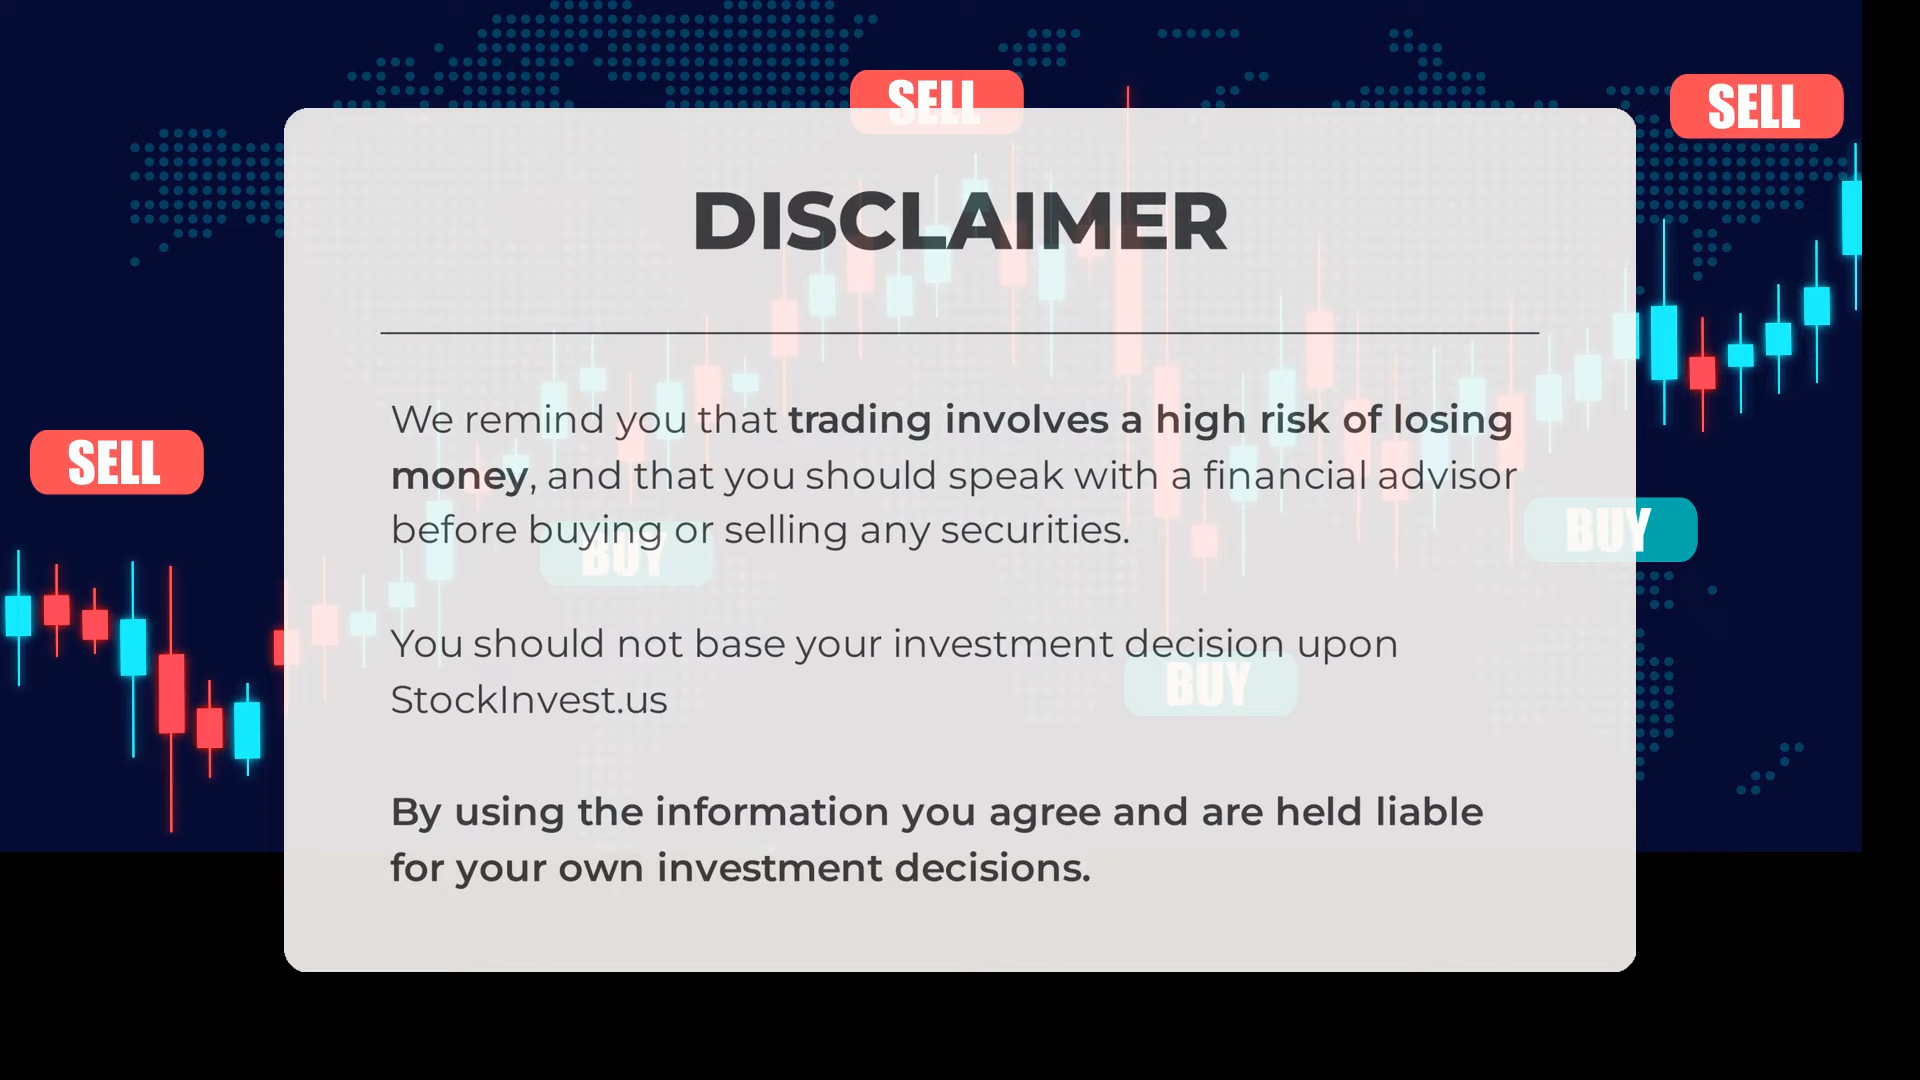 SELL
SELL
DISCLAIMER
We remind you that trading involves a high risk of losing
money, and that you should speak with a financial advisor
before buying or selling any securities.
SELL
BUY
BUY
You should not base your investment decision upon
StockInvest.us
BUY
By using the information you agree and are held liable
for your own investment decisions.